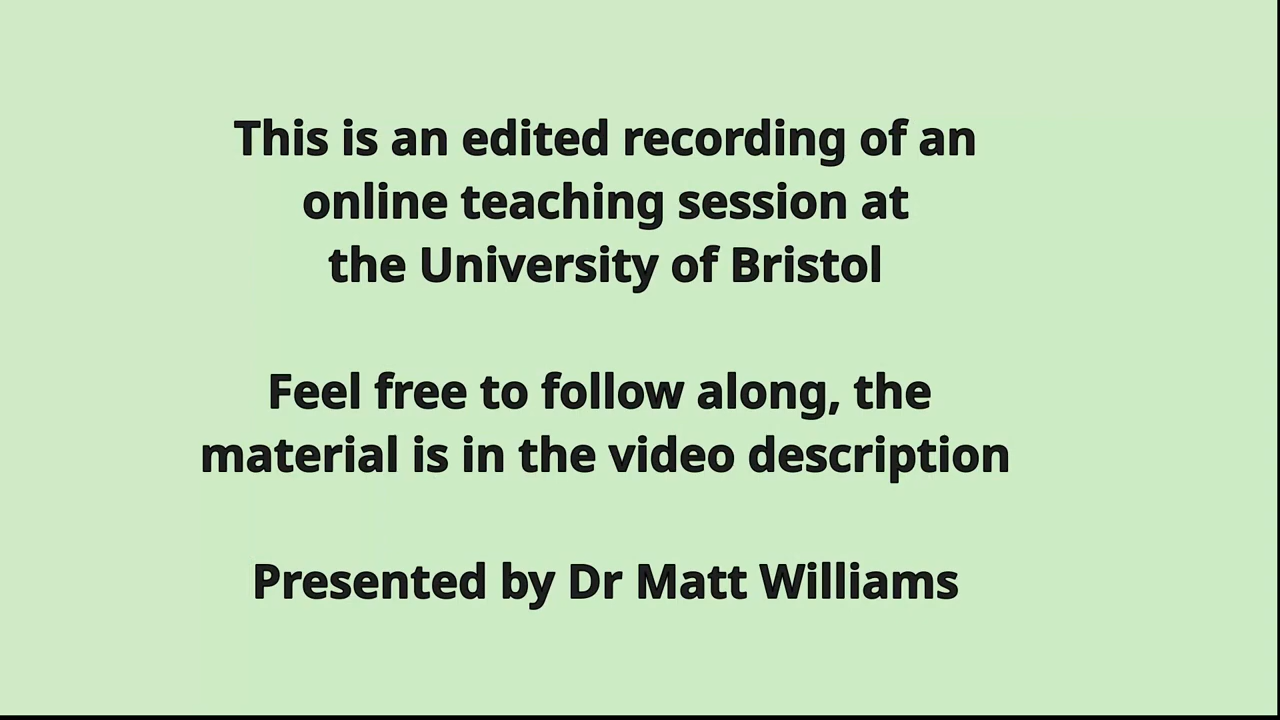 This is an edited recording of an
online teaching session at
the University of Bristol
Feel free to follow along, the
material is in the video description
Presented by Dr Matt Williams